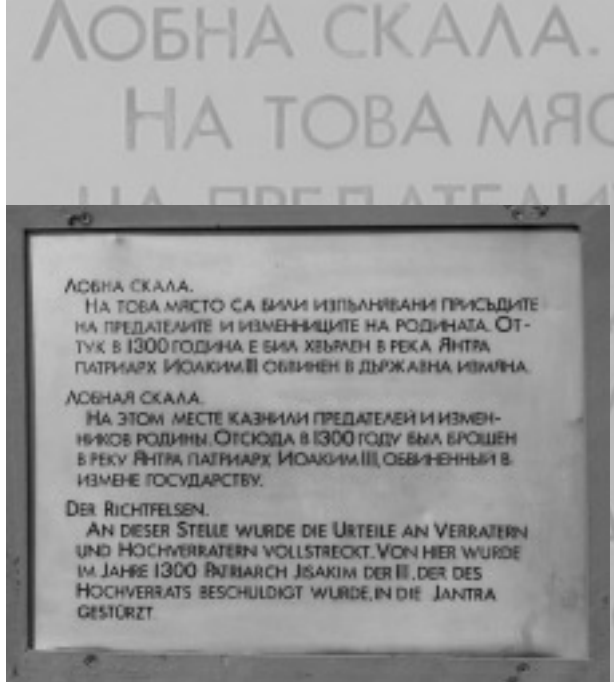 ЛОБНА СКАЛА.
НА ТОВА МЯС
НА ПРЕДАТЕЛИ
ЛОБНА СКАЛА.
НА ТОВА МЯСТО СА БИЛИ ИЗПЪЛНЯВАНИ ПРИСЪДИТЕ
НА ПРЕДАТЕЛИТЕ И ИЗМЕННИЦИТЕ НА РОДИНАТА. ОТ-
ТУК В 1300 ГОДИНА Е БИЛ ХВЪРЛЕН В РЕКА ЯНТРА
ПАТРИАРХ ИОАКИМ III ОБВИНЕН В ДЪРЖАВНА ИЗМЯНА.
ЛОБНАЯ СКАЛА.
НА ЭТОМ МЕСТЕ КАЗНИЛИ ПРЕДАТЕЛЕЙ И ИЗМЕН-
НИКОВ РОДИНЫ. ОТСЮДА В 1300 ГОДУ БЫЛ БРОШЕН
В РЕКУ ЯНТРА ПАТРИАРХ ИОАКИМ III, ОБВИНЕННЫЙ В
ИЗМЕНЕ ГОСУДАРСТВУ.
DER RICHTFELSEN.
AN DIESER STELLE WURDE DIE URTEILE AN VERRATERN
UND HOCHVERRATERN VOLLSTRECKT. VON HIER WURDE
IM JAHRE 1300 PATRIARCH JISAKIM DER III. DER DES
HOCHVERRATS BESCHULDIGT WURDE, IN DIE JANTRA
GESTÜRZT